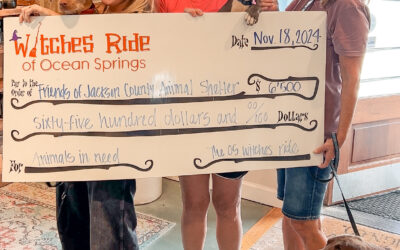 Witches Ride
of Ocean Springs
Date Nov 18, 2024
Pay to the
order of Friends of Jackson County Animal Shelter $ 6,500
sixty-five hundred dollars and 00/100 Dollars
For Animals in need The OS witches ride